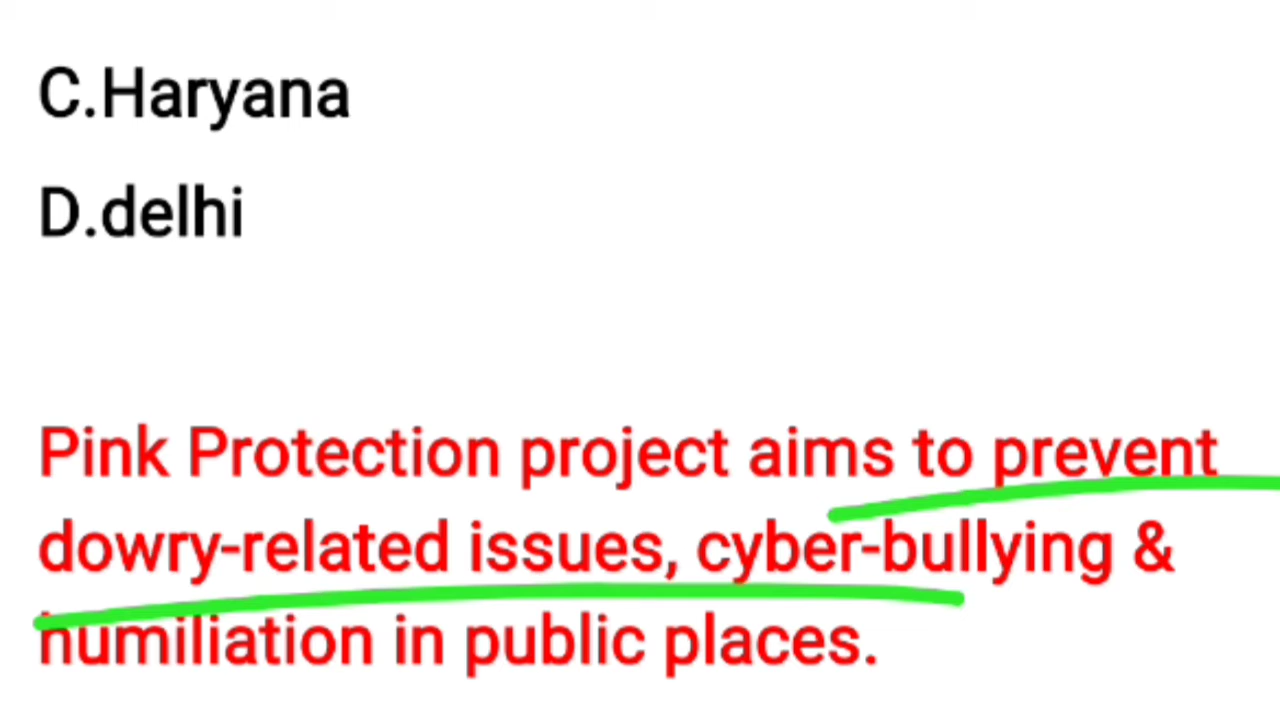 C.Haryana
D.delhi
Pink Protection project aims to prevent
dowry-related issues, cyber-bullying &
humiliation in public places.